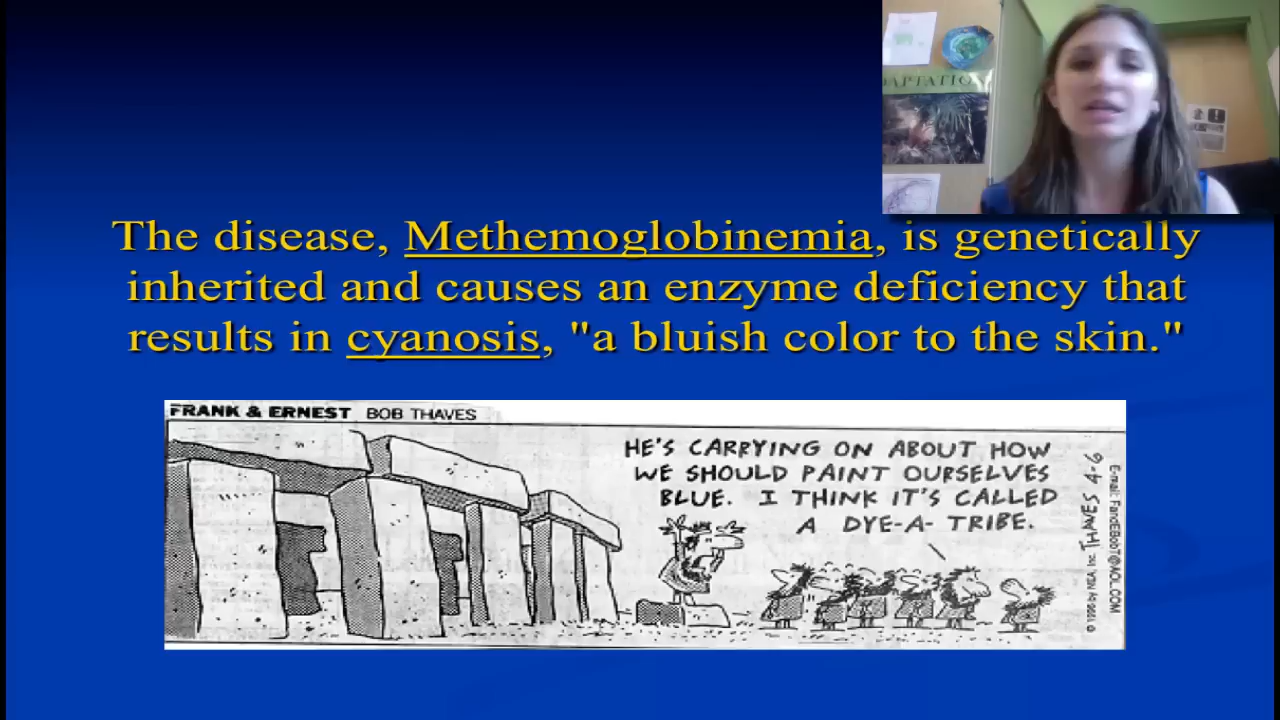 DAPTATION
The disease, Methemoglobinemia, is genetically
inherited and causes an enzyme deficiency that
results in cyanosis, "a bluish color to the skin."
FRANK & ERNEST BOB THAVES
HE'S CARRYING ON ABOUT HOW
WE SHOULD PAINT OURSELVES
BLUE. I THINK IT'S CALLED
A DYE-A- TRIBE.
THAVES 4-6
E-mail: FandEBobT@AOL.COM